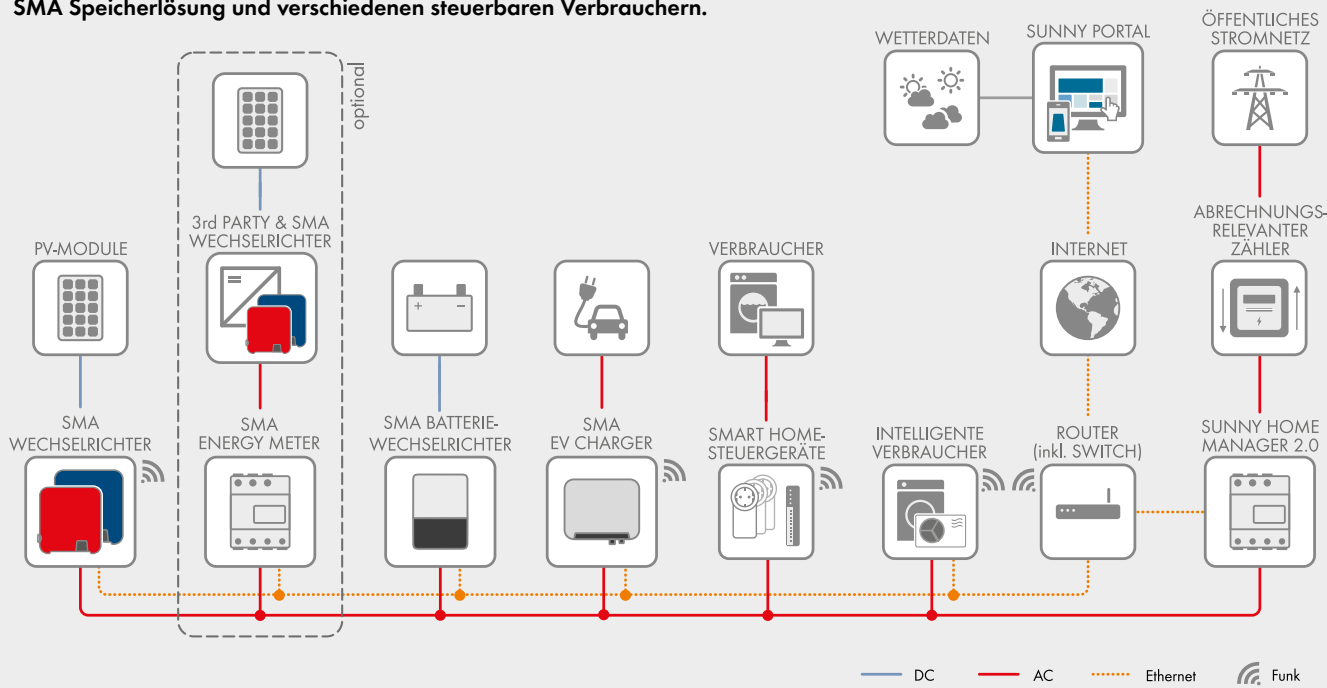 SMA Speicherlösung und verschiedenen steuerbaren Verbrauchern.
WETTERDATEN
SUNNY PORTAL
ÖFFENTLICHES
STROMNETZ
optional
PV-MODULE
3rd PARTY & SMA
WECHSELRICHTER
VERBRAUCHER
INTERNET
ABRECHNUNGS-
RELEVANTER
ZÄHLER
SMA
WECHSELRICHTER
SMA
ENERGY METER
SMA BATTERIE-
WECHSELRICHTER
SMA
EV CHARGER
SMART HOME-
STEUERGERÄTE
INTELLIGENTE
VERBRAUCHER
ROUTER
(inkl. SWITCH)
SUNNY HOME
MANAGER 2.0
DC
AC
Ethernet
Funk